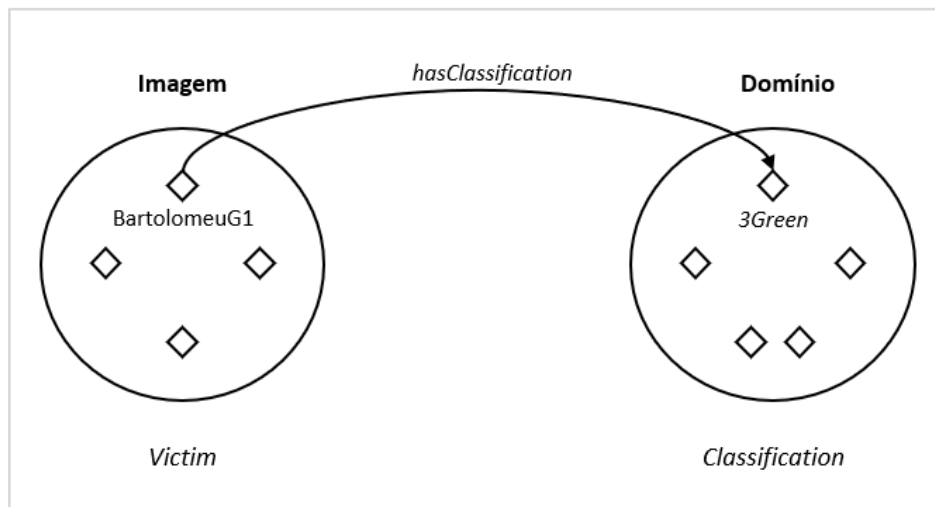 hasClassification
Imagem
Domínio
BartolomeuG1
3Green
Victim
Classification